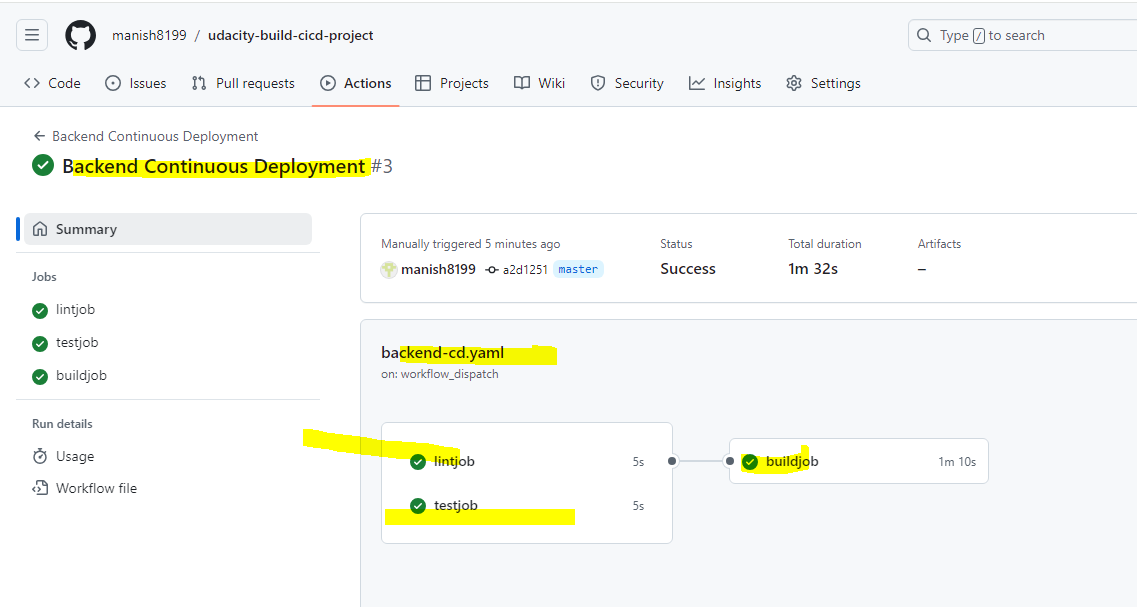 manish8199 / udacity-build-cicd-project
Type / to search
Code Issues Pull requests Actions Projects Wiki Security Insights Settings
← Backend Continuous Deployment
Backend Continuous Deployment #3
Summary
Jobs
lintjob
testjob
buildjob
Run details
Usage
Workflow file
Manually triggered 5 minutes ago
manish8199 a2d1251 master
Status
Success
Total duration
1m 32s
Artifacts
–
backend-cd.yaml
on: workflow_dispatch
lintjob 5s
testjob 5s
buildjob 1m 10s